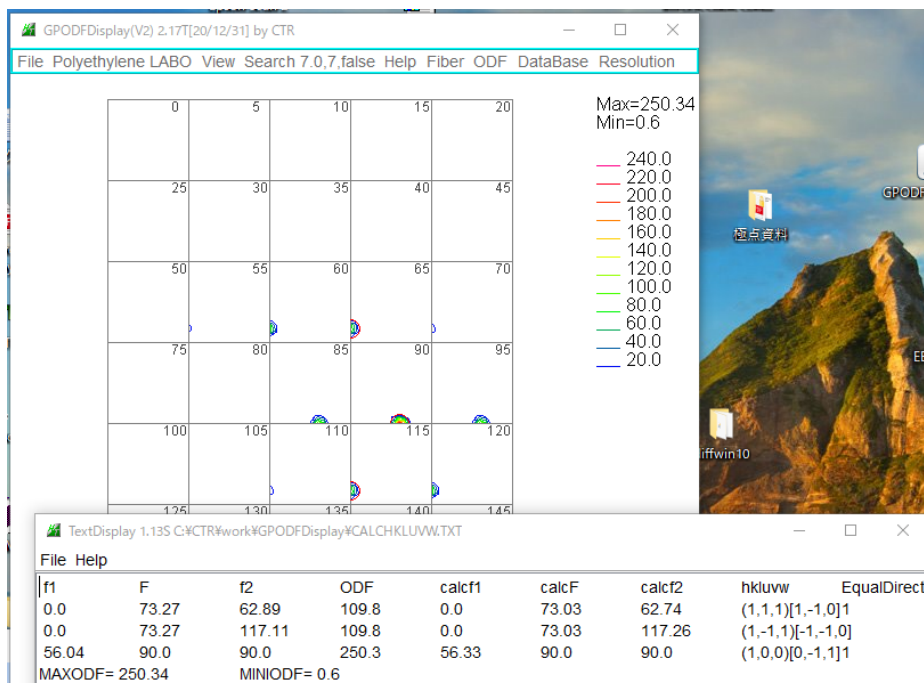 GPODFDisplay(V2) 2.17T[20/12/31] by CTR
File Polyethylene LABO View Search 7.0,7,false Help Fiber ODF DataBase Resolution
0 5 10 15 20
Max=250.34
Min=0.6
25 30 35 40 45
240.0
220.0
200.0
180.0
160.0
140.0
120.0
100.0
80.0
60.0
40.0
20.0
極点資料
50 55 60 65 70
75 80 85 90 95
100 105 110 115 120
125 130 135 140 145
iffwin10
TextDisplay 1.13S C:¥CTR¥work¥GPODFDisplay¥CALCHKLUVW.TXT
File Help
f1 F f2 ODF calcf1 calcF calcf2 hkluvw EqualDirect
0.0 73.27 62.89 109.8 0.0 73.03 62.74 (1,1,1)[1,-1,0]1
0.0 73.27 117.11 109.8 0.0 73.03 117.26 (1,-1,1)[-1,-1,0]
56.04 90.0 90.0 250.3 56.33 90.0 90.0 (1,0,0)[0,-1,1]1
MAXODF= 250.34 MINIODF= 0.6